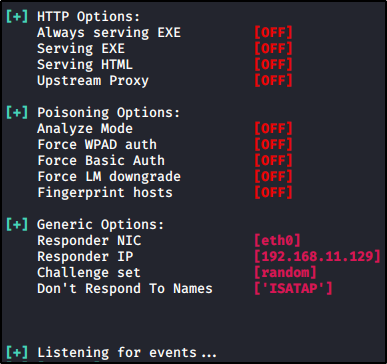 [+] HTTP Options:
Always serving EXE [OFF]
Serving EXE [OFF]
Serving HTML [OFF]
Upstream Proxy [OFF]
[+] Poisoning Options:
Analyze Mode [OFF]
Force WPAD auth [OFF]
Force Basic Auth [OFF]
Force LM downgrade [OFF]
Fingerprint hosts [OFF]
[+] Generic Options:
Responder NIC [eth0]
Responder IP [192.168.11.129]
Challenge set [random]
Don't Respond To Names ['ISATAP']
[+] Listening for events...